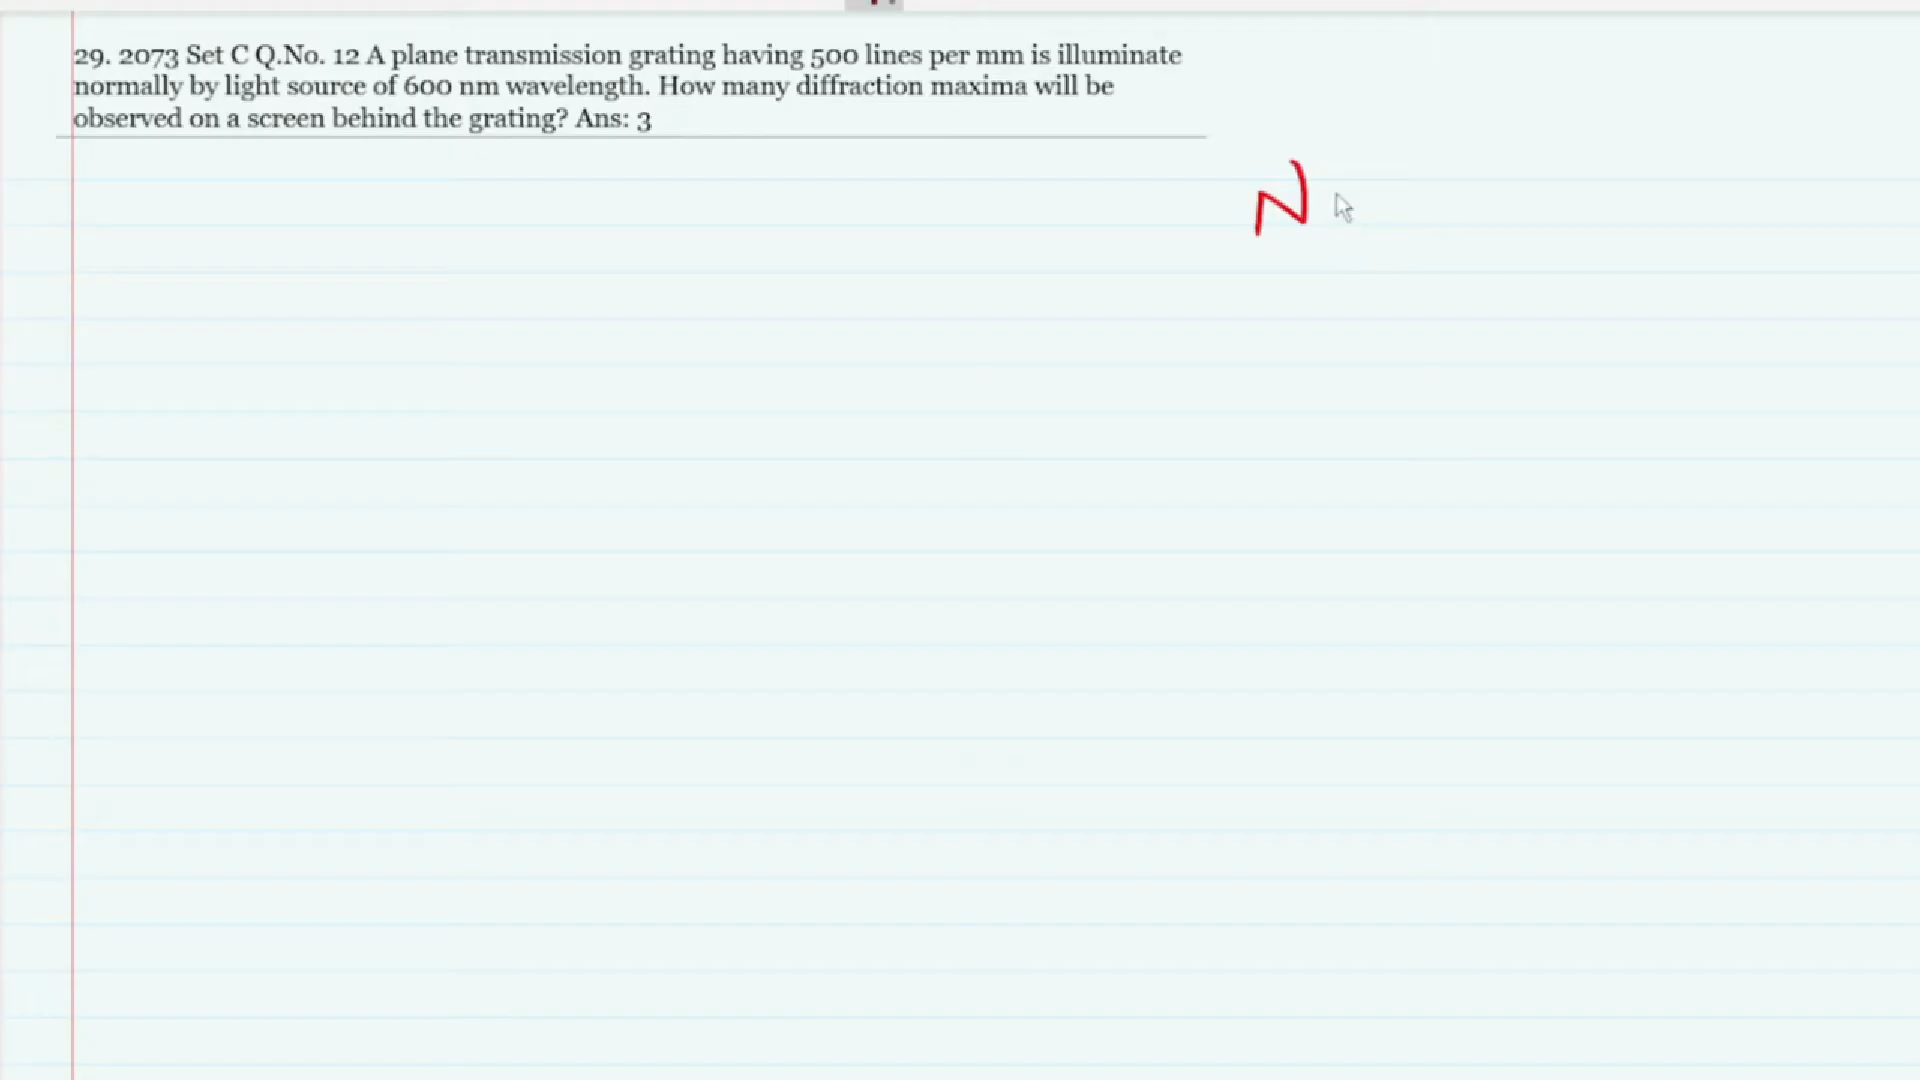 29. 2073 Set C Q.No. 12 A plane transmission grating having 500 lines per mm is illuminate
normally by light source of 600 nm wavelength. How many diffraction maxima will be
observed on a screen behind the grating? Ans: 3
N